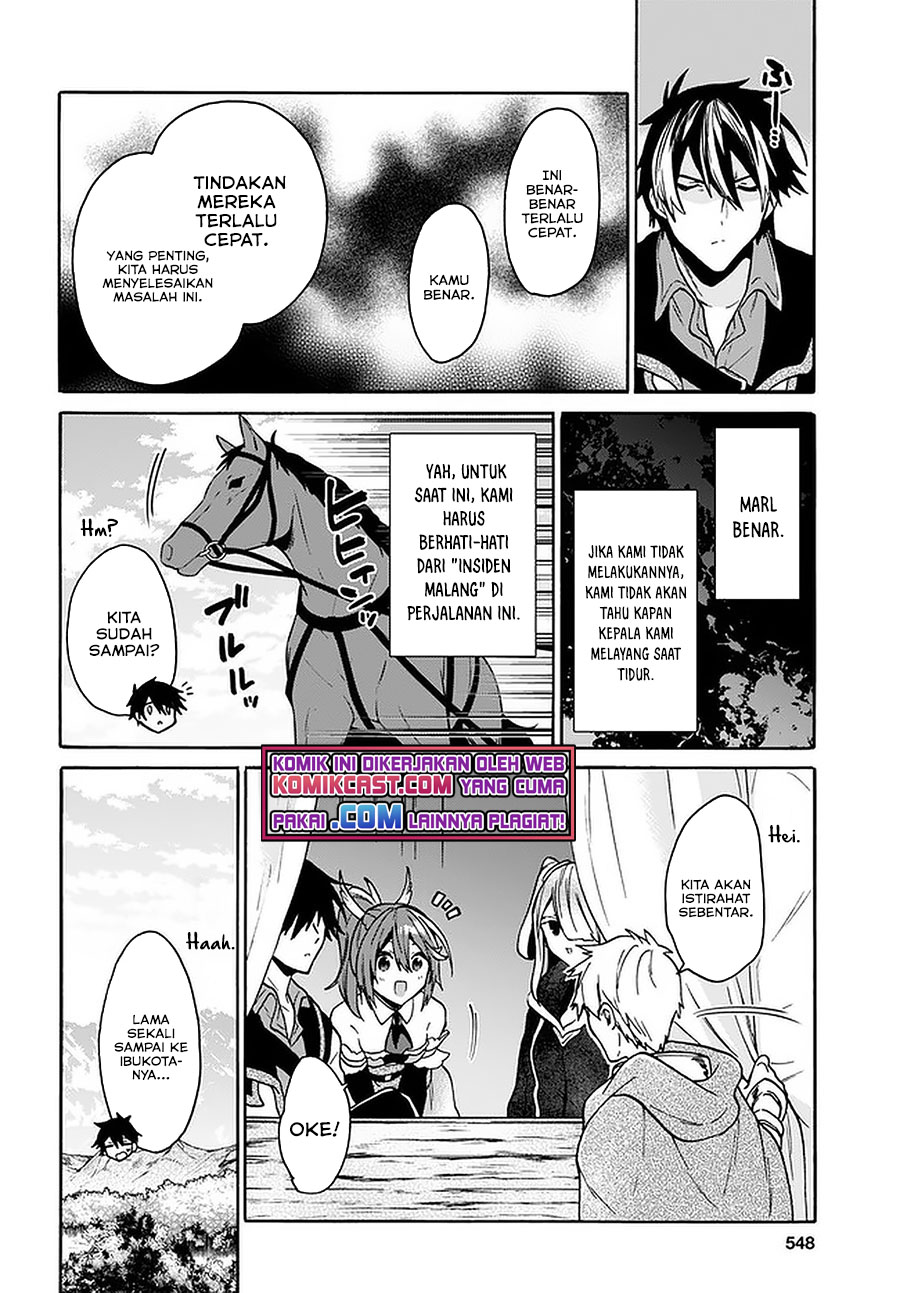 ふー…
INI
BENAR-
BENAR
TERLALU
CEPAT.
KAMU
BENAR.
TINDAKAN
MEREKA
TERLALU
CEPAT.
YANG PENTING,
KITA HARUS
MENYELESAIKAN
MASALAH INI.
MARL
BENAR.
JIKA KAMI TIDAK
MELAKUKANNYA,
KAMI TIDAK AKAN
TAHU KAPAN
KEPALA KAMI
MELAYANG SAAT
TIDUR.
YAH, UNTUK
SAAT INI, KAMI
HARUS
BERHATI-HATI
DARI "INSIDEN
MALANG" DI
PERJALANAN INI.
ヒヒィン
ブルルル
Hm?
KITA
SUDAH
SAMPAI?
KOMIK INI DIKERJAKAN OLEH WEB
KOMIKCAST.COM YANG CUMA
PAKAI .COM LAINNYA PLAGIAT!
Hei.
KITA AKAN
ISTIRAHAT
SEBENTAR.
OKE!
Haah.
LAMA
SEKALI
SAMPAI KE
IBUKOTA-
NYA...
548